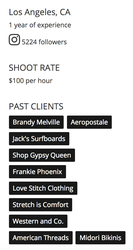 Los Angeles, CA
1 year of experience
5224 followers
SHOOT RATE
$100 per hour
PAST CLIENTS
Brandy Melville Aeropostale
Jack's Surfboards
Shop Gypsy Queen
Frankie Phoenix
Love Stitch Clothing
Stretch is Comfort
Western and Co.
American Threads Midori Bikinis